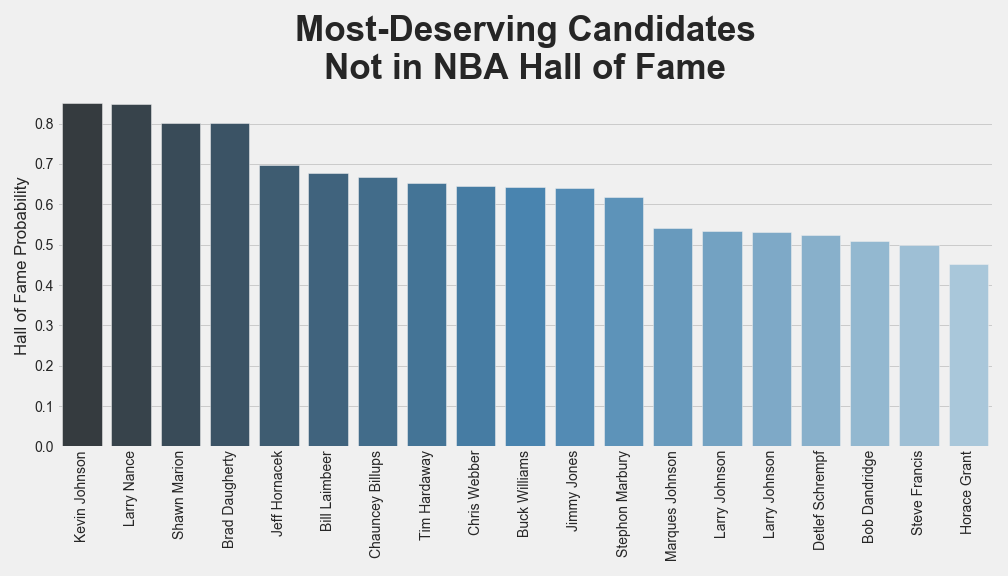 Most-Deserving Candidates
Not in NBA Hall of Fame
Hall of Fame Probability
0.8
0.7
0.6
0.5
0.4
0.3
0.2
0.1
0.0
Kevin Johnson
Larry Nance
Shawn Marion
Brad Daugherty
Jeff Hornacek
Bill Laimbeer
Chauncey Billups
Tim Hardaway
Chris Webber
Buck Williams
Jimmy Jones
Stephon Marbury
Marques Johnson
Larry Johnson
Larry Johnson
Detlef Schrempf
Bob Dandridge
Steve Francis
Horace Grant